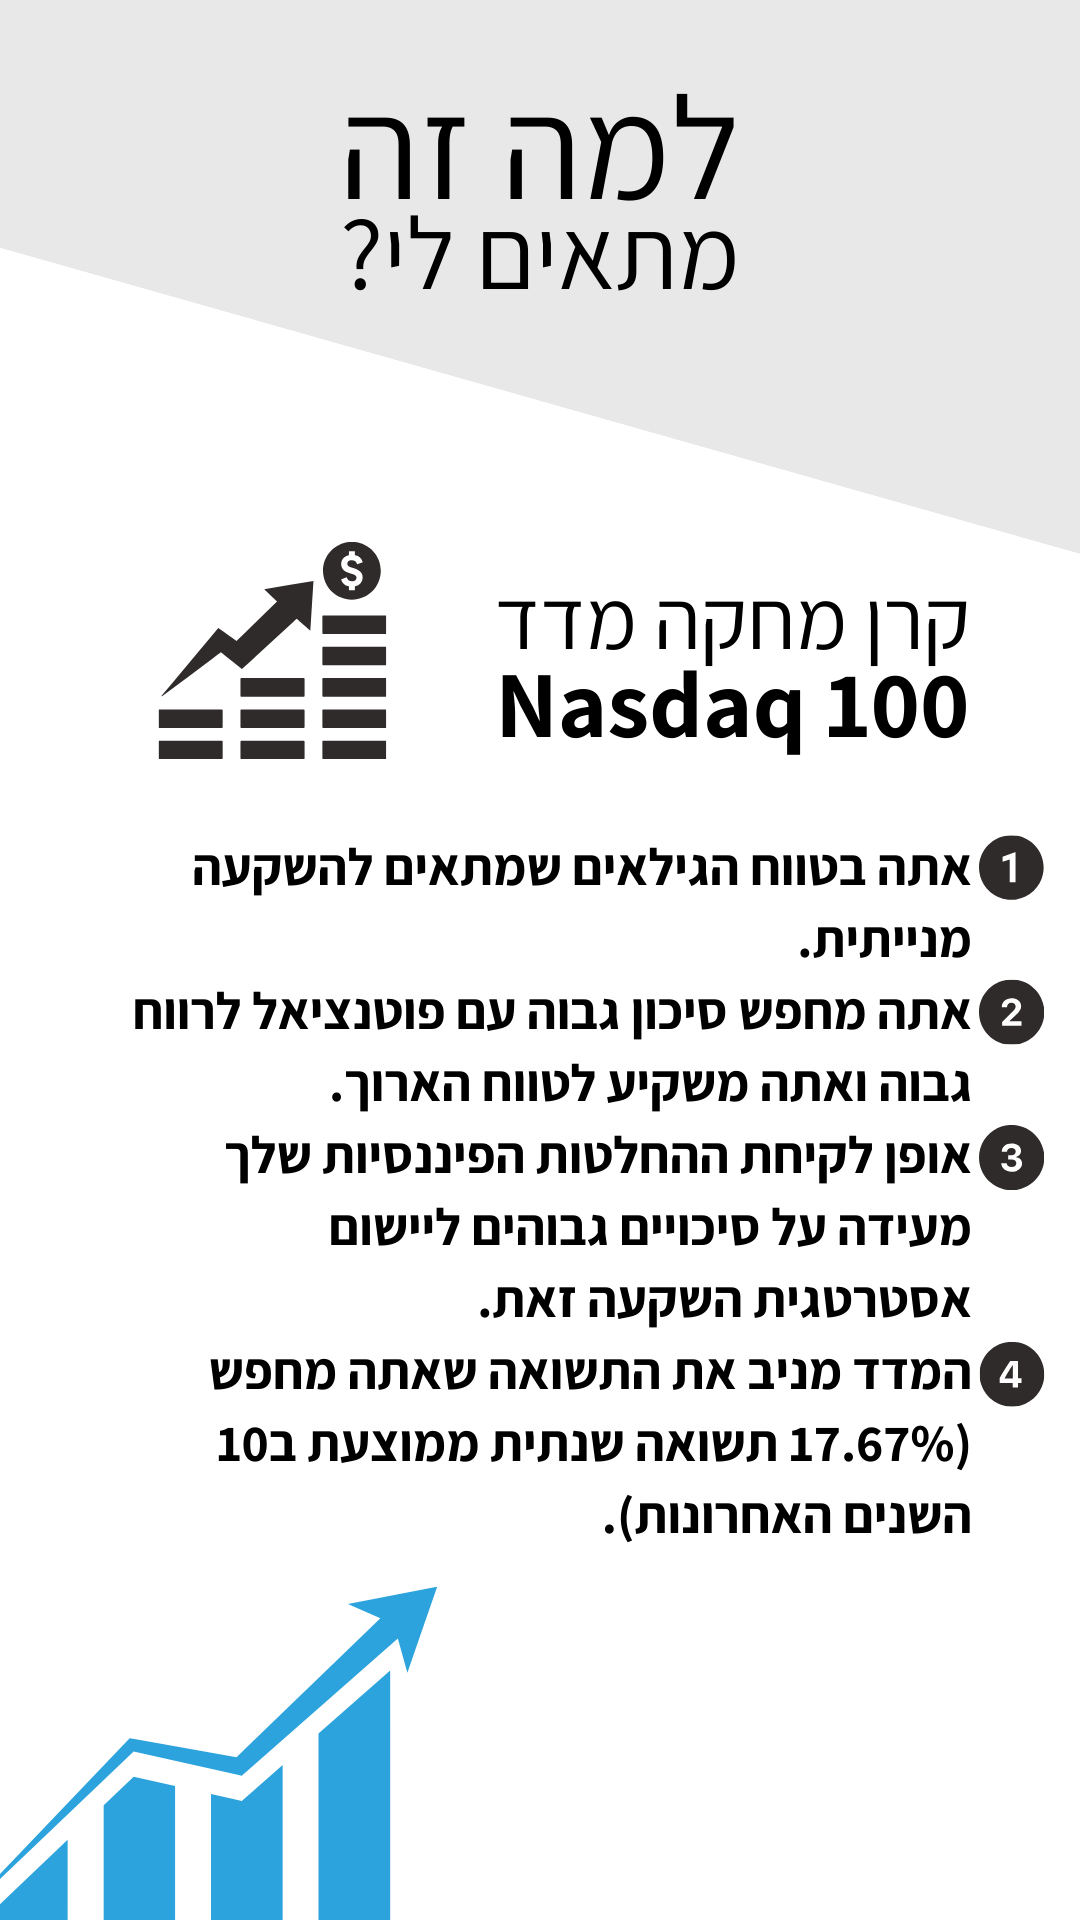 למה זה
מתאים לי?
$
קרן מחקה מדד
Nasdaq 100
1 אתה בטווח הגילאים שמתאים להשקעה
מנייתית.
2 אתה מחפש סיכון גבוה עם פוטנציאל לרווח
גבוה ואתה משקיע לטווח הארוך.
3 אופן לקיחת ההחלטות הפיננסיות שלך
מעידה על סיכויים גבוהים ליישום
אסטרטגית השקעה זאת.
4 המדד מניב את התשואה שאתה מחפש
(17.67% תשואה שנתית ממוצעת ב10
השנים האחרונות).